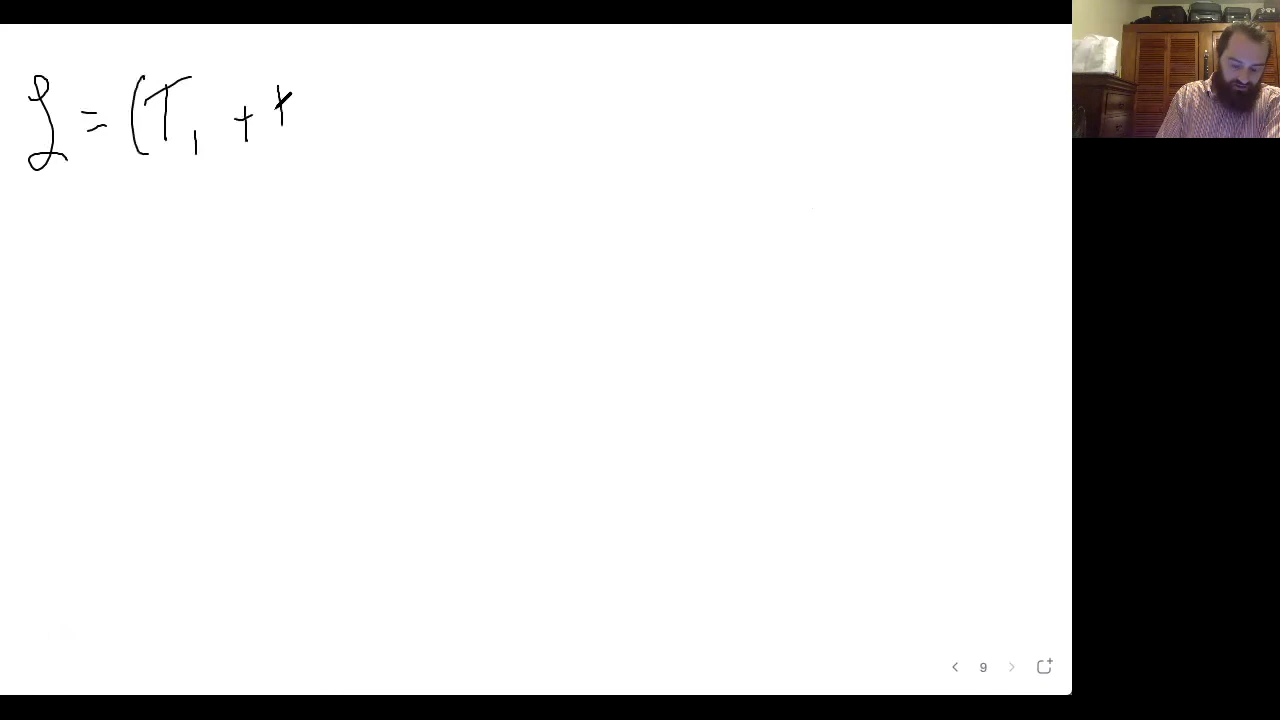 ℒ = (T₁ + t
9